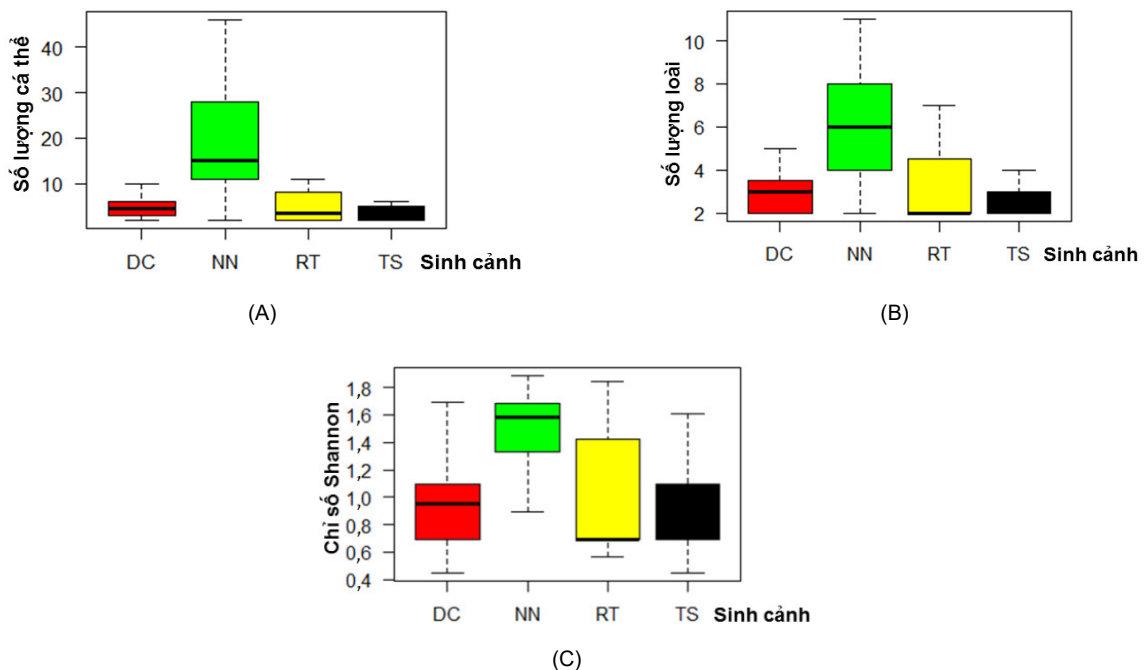 Số lượng cá thể
40
30
20
10
DC NN RT TS Sinh cảnh
(A)
Số lượng loài
10
8
6
4
2
DC NN RT TS Sinh cảnh
(B)
Chỉ số Shannon
1,8
1,6
1,4
1,2
1,0
0,8
0,6
0,4
DC NN RT TS Sinh cảnh
(C)